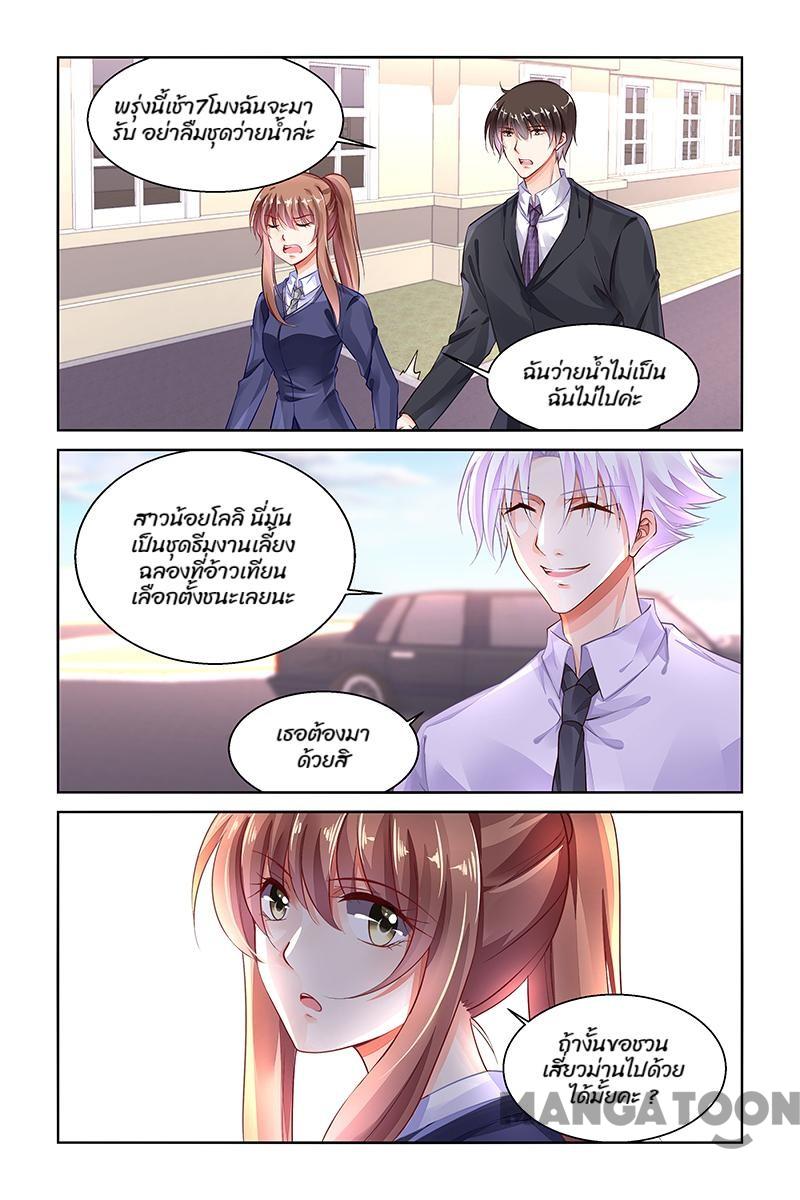 พรุ่งนี้เช้า7โมงฉันจะมา
รับ อย่าลืมชุดว่ายน้ำล่ะ
ฉันว่ายน้ำไม่เป็น
ฉันไม่ไปค่ะ
สาวน้อยโลลิ นี่มัน
เป็นชุดธีมงานเลี้ยง
ฉลองที่อ้าวเทียน
เลือกตั้งชนะเลยนะ
เธอต้องมา
ด้วยสิ
ถ้างั้นขอชวน
เสี่ยวม่านไปด้วย
ได้มั้ยคะ ?
MANGATOON